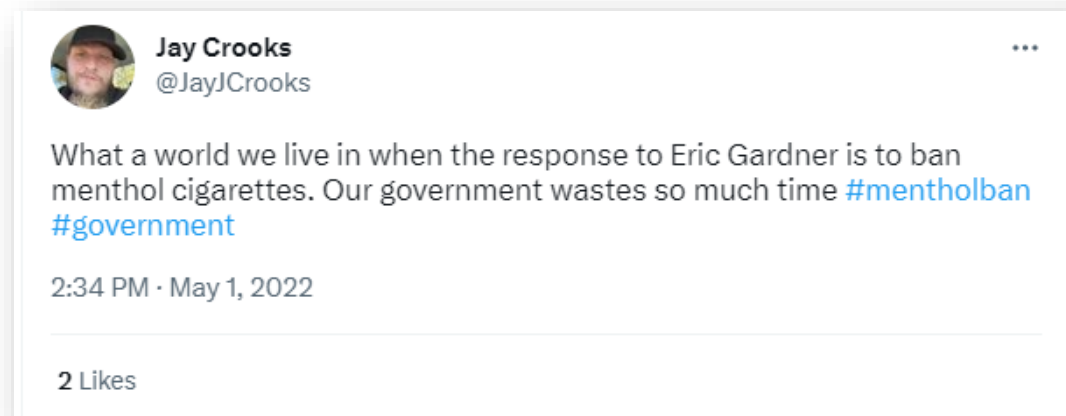 Jay Crooks
@JayJCrooks
What a world we live in when the response to Eric Gardner is to ban
menthol cigarettes. Our government wastes so much time #mentholban
#government
2:34 PM · May 1, 2022
2 Likes